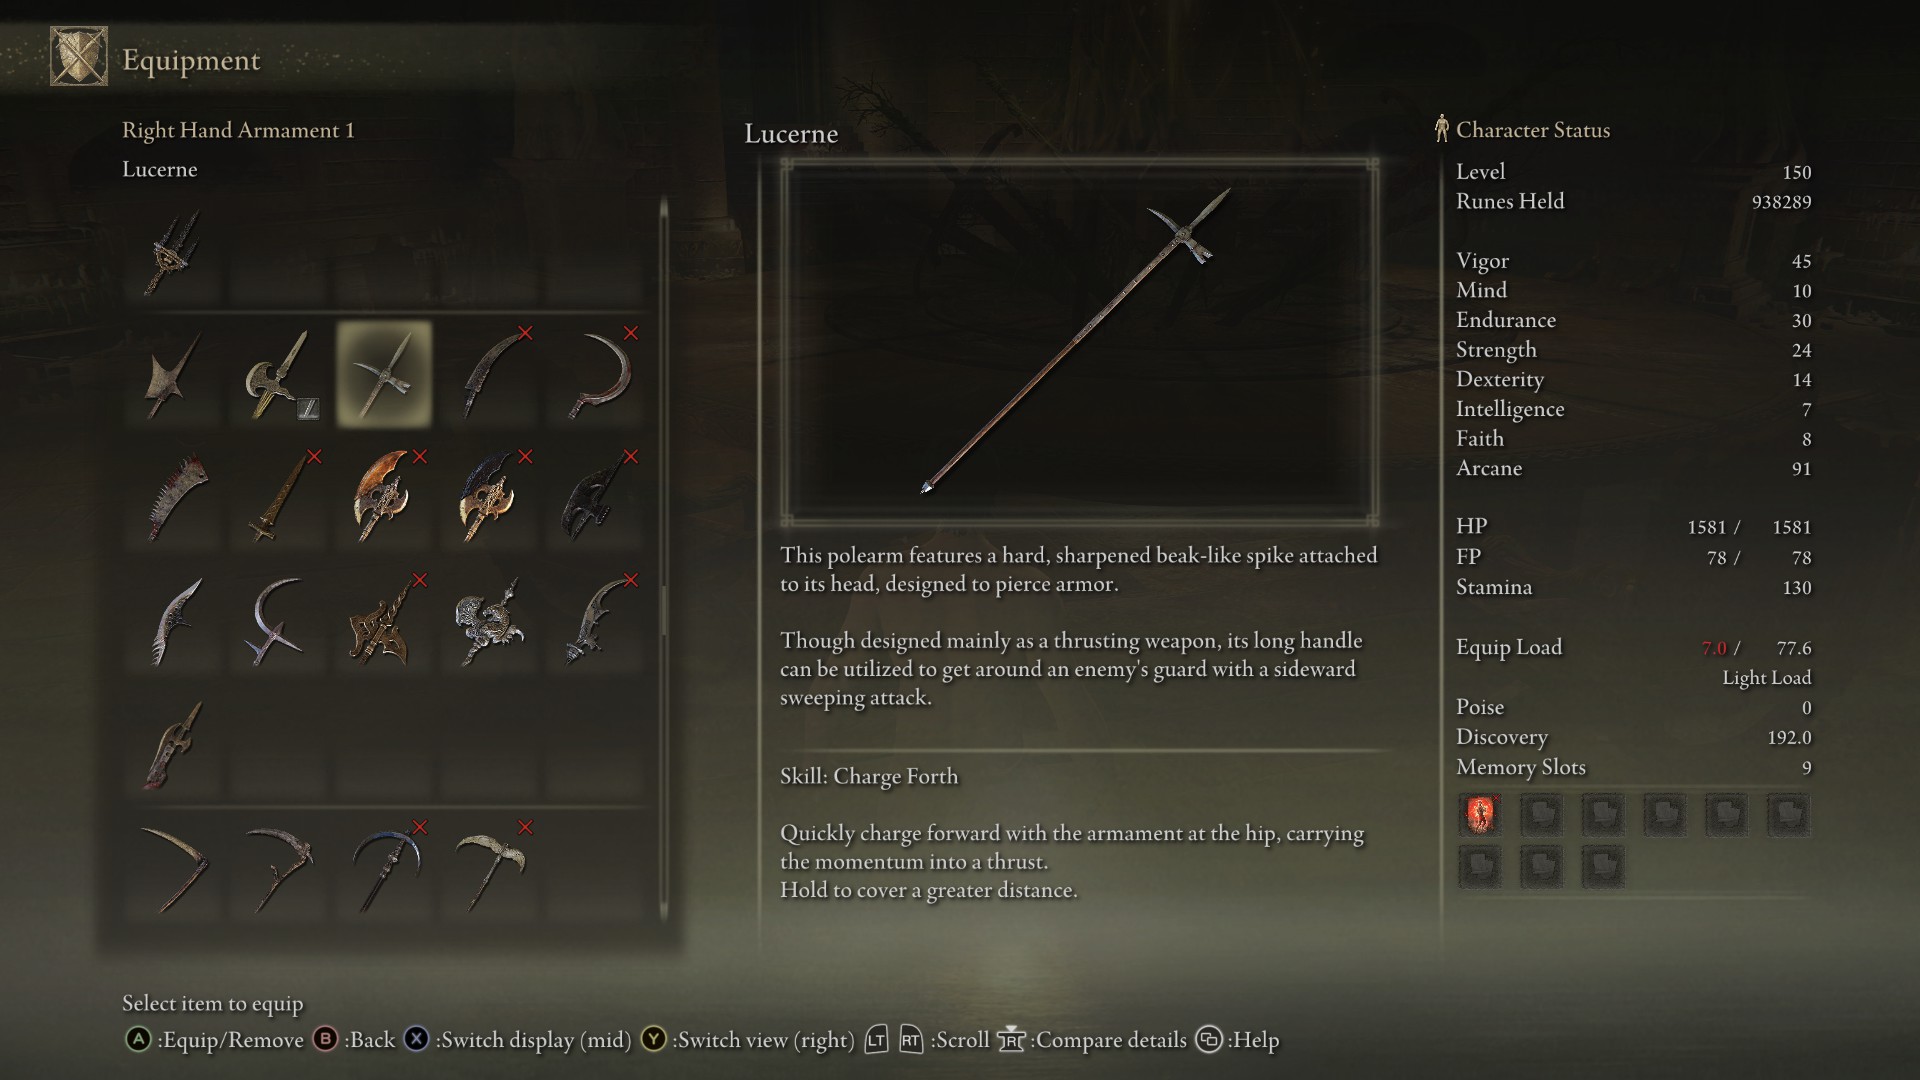 Equipment
Right Hand Armament 1
Lucerne
Lucerne
This polearm features a hard, sharpened beak-like spike attached
to its head, designed to pierce armor.
Though designed mainly as a thrusting weapon, its long handle
can be utilized to get around an enemy's guard with a sideward
sweeping attack.
Skill: Charge Forth
Quickly charge forward with the armament at the hip, carrying
the momentum into a thrust.
Hold to cover a greater distance.
Character Status
Level 150
Runes Held 938289
Vigor 45
Mind 10
Endurance 30
Strength 24
Dexterity 14
Intelligence 7
Faith 8
Arcane 91
HP 1581 / 1581
FP 78 / 78
Stamina 130
Equip Load 7.0 / 77.6
Light Load
Poise 0
Discovery 192.0
Memory Slots 9
Select item to equip
A :Equip/Remove B :Back X :Switch display (mid) Y :Switch view (right) LT RT :Scroll R :Compare details :Help